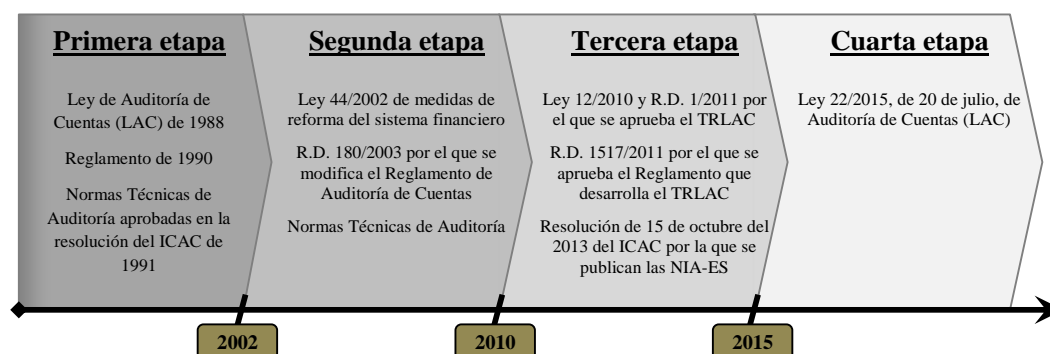 Primera etapa
Ley de Auditoría de
Cuentas (LAC) de 1988
Reglamento de 1990
Normas Técnicas de
Auditoría aprobadas en la
resolución del ICAC de
1991
Segunda etapa
Ley 44/2002 de medidas de
reforma del sistema financiero
R.D. 180/2003 por el que se
modifica el Reglamento de
Auditoría de Cuentas
Normas Técnicas de Auditoría
Tercera etapa
Ley 12/2010 y R.D. 1/2011 por
el que se aprueba el TRLAC
R.D. 1517/2011 por el que se
aprueba el Reglamento que
desarrolla el TRLAC
Resolución de 15 de octubre del
2013 del ICAC por la que se
publican las NIA-ES
Cuarta etapa
Ley 22/2015, de 20 de julio, de
Auditoría de Cuentas (LAC)
2002
2010
2015